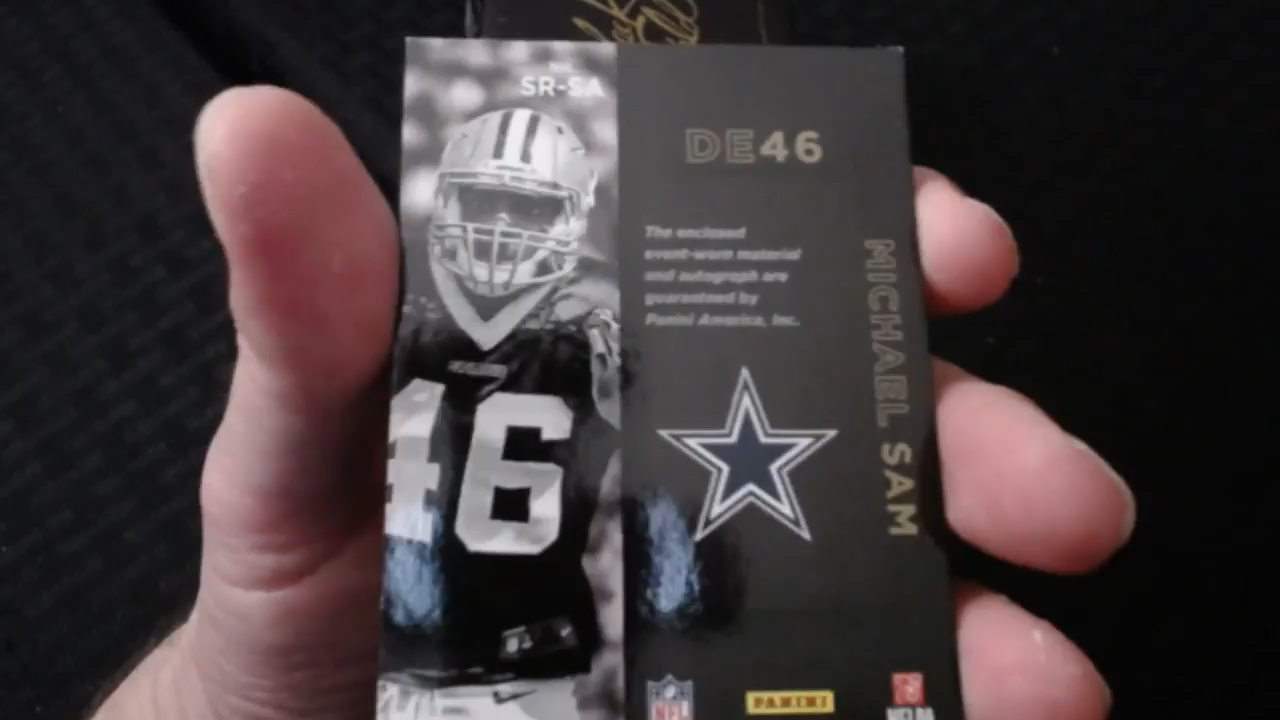 SR-SA
DE46
The enclosed
event-worn material
and autograph are
guaranteed by
Panini America, Inc.
MICHAEL SAM
46
NFL
PANINI